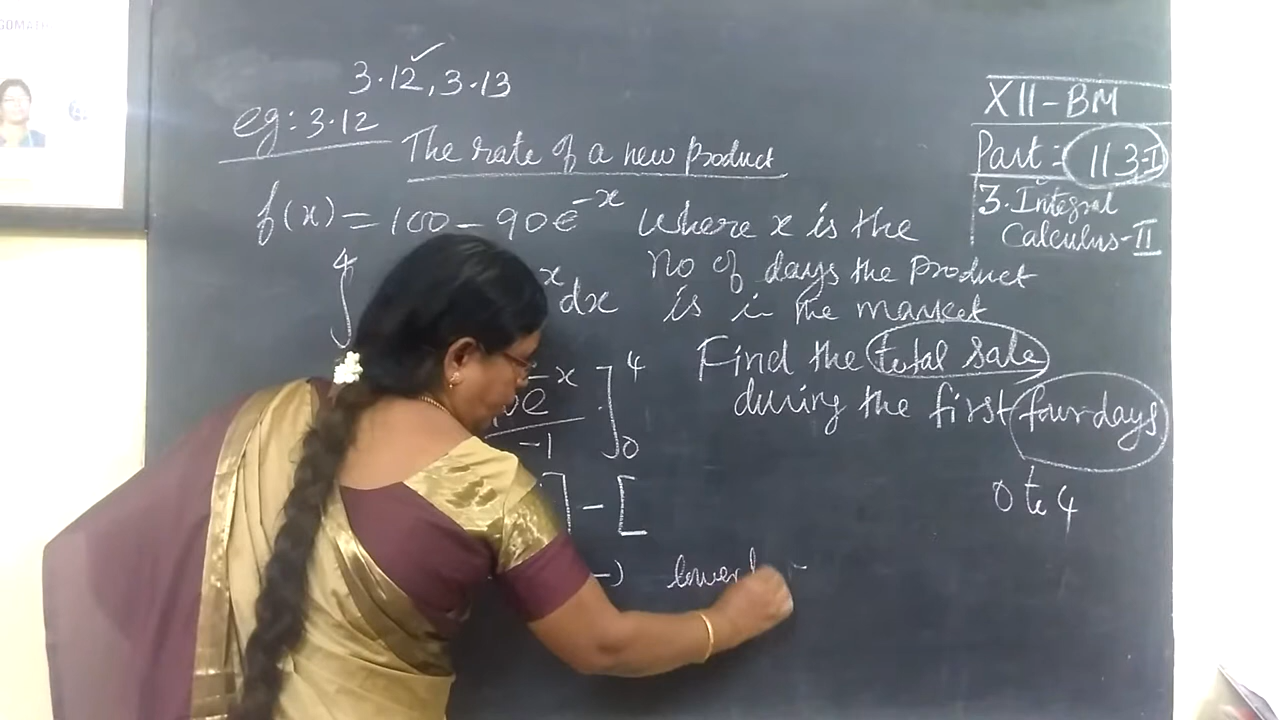 3.12, 3.13
eg: 3.12
The rate of a new product
f(x) = 100 - 90e^-x where x is the
No of days the product
is in the market
Find the total sale
during the first four days
0 to 4
∫ 4 x dx
e^-x ] 4 0
-1
] - [
-) lower
XII-BM
Part = 113-I
3. Integral
Calculus-II